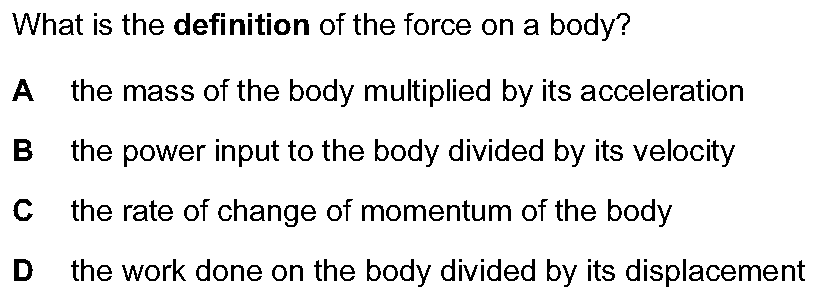 What is the definition of the force on a body?
A the mass of the body multiplied by its acceleration
B the power input to the body divided by its velocity
C the rate of change of momentum of the body
D the work done on the body divided by its displacement